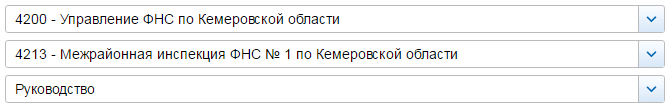 4200 - Управление ФНС по Кемеровской области
4213 - Межрайонная инспекция ФНС № 1 по Кемеровской области
Руководство